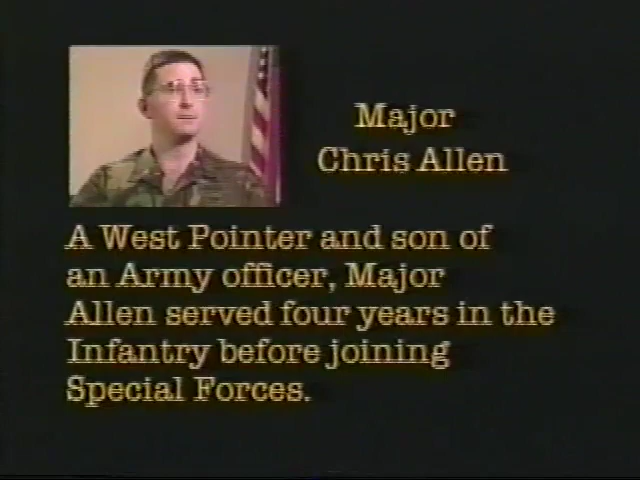 Major
Chris Allen
A West Pointer and son of
an Army officer, Major
Allen served four years in the
Infantry before joining
Special Forces.